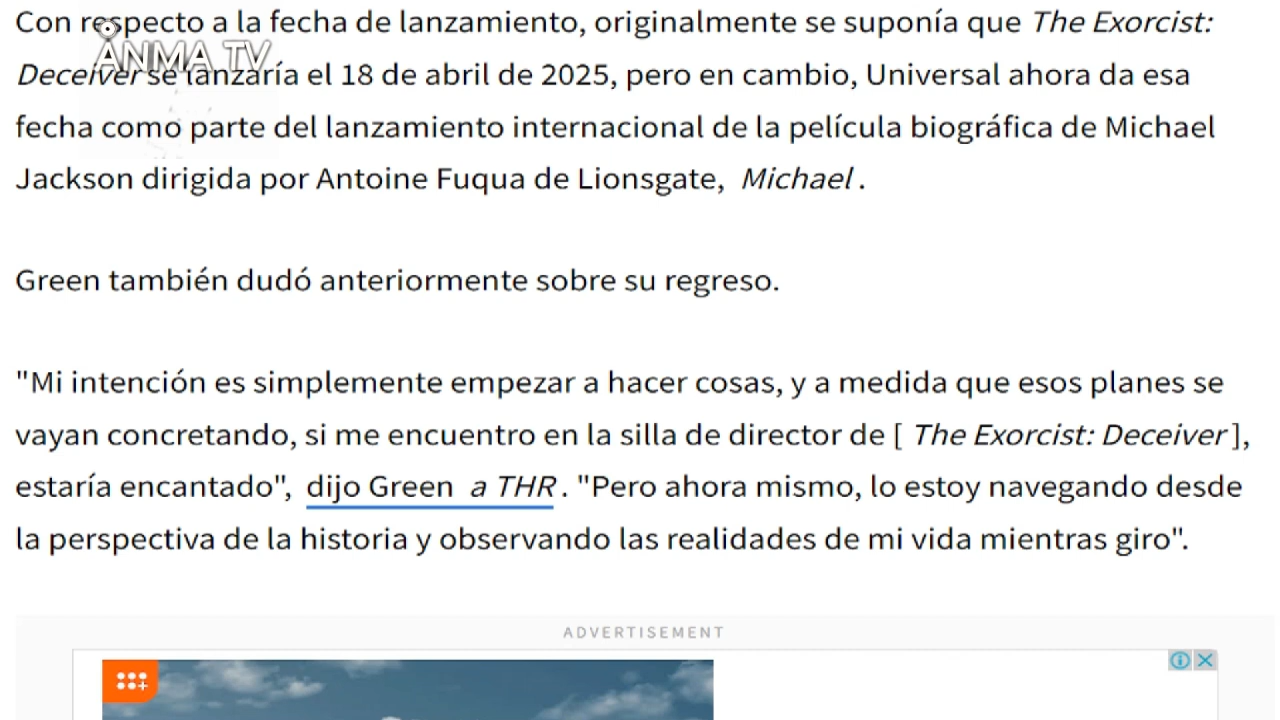 Con respecto a la fecha de lanzamiento, originalmente se suponía que The Exorcist:
ÁNMA TV
Deceiver se lanzaría el 18 de abril de 2025, pero en cambio, Universal ahora da esa
fecha como parte del lanzamiento internacional de la película biográfica de Michael
Jackson dirigida por Antoine Fuqua de Lionsgate, Michael.
Green también dudó anteriormente sobre su regreso.
"Mi intención es simplemente empezar a hacer cosas, y a medida que esos planes se
vayan concretando, si me encuentro en la silla de director de [ The Exorcist: Deceiver ],
estaría encantado", dijo Green a THR. "Pero ahora mismo, lo estoy navegando desde
la perspectiva de la historia y observando las realidades de mi vida mientras giro".
ADVERTISEMENT